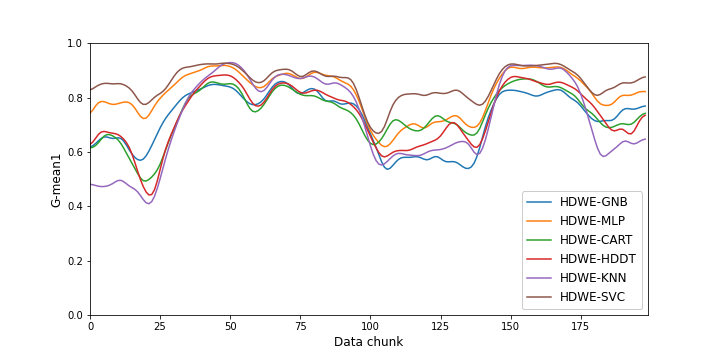 1.0
0.8
0.6
0.4
0.2
0.0
G-mean1
0 25 50 75 100 125 150 175
Data chunk
HDWE-GNB
HDWE-MLP
HDWE-CART
HDWE-HDDT
HDWE-KNN
HDWE-SVC